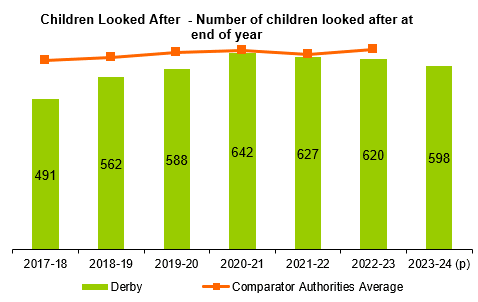 Children Looked After - Number of children looked after at
end of year
491
562
588
642
627
620
598
2017-18 2018-19 2019-20 2020-21 2021-22 2022-23 2023-24 (p)
Derby Comparator Authorities Average